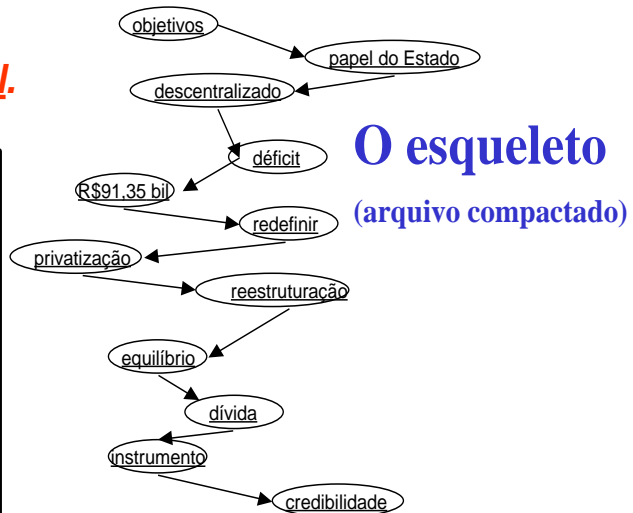 objetivos
papel do Estado
l.
descentralizado
déficit
O esqueleto
R$91,35 bil
(arquivo compactado)
redefinir
privatização
reestruturação
equilíbrio
dívida
instrumento
credibilidade